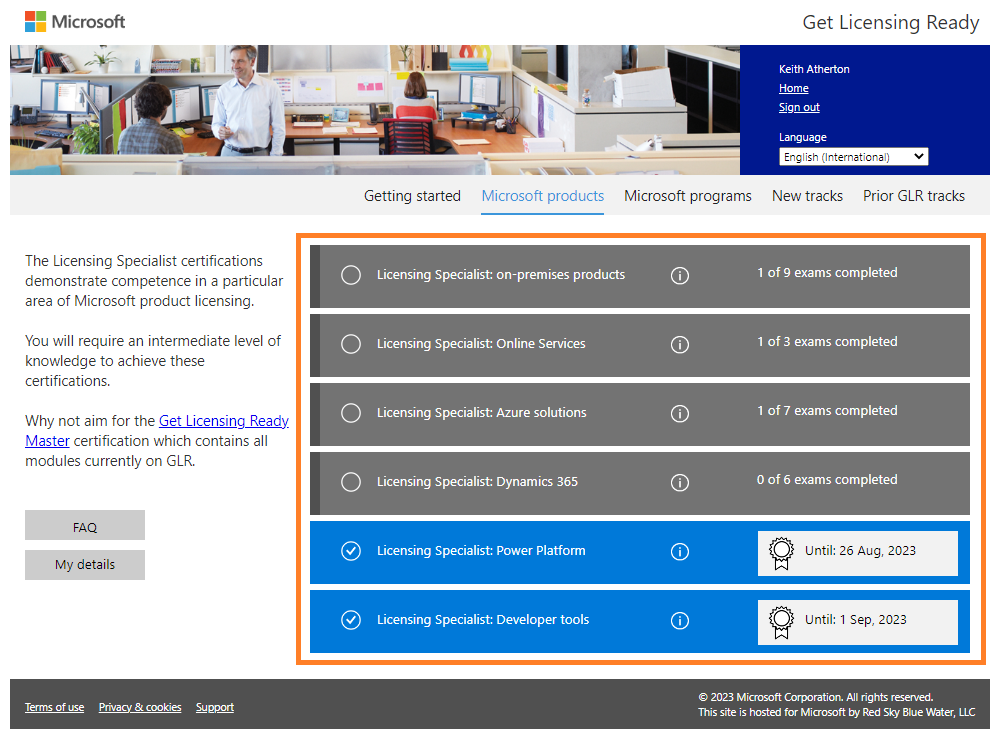 Microsoft
Get Licensing Ready
Keith Atherton
Home
Sign out
Language
English (International)
Getting started
Microsoft products
Microsoft programs
New tracks
Prior GLR tracks
The Licensing Specialist certifications
demonstrate competence in a particular
area of Microsoft product licensing.
You will require an intermediate level of
knowledge to achieve these
certifications.
Why not aim for the Get Licensing Ready
Master certification which contains all
modules currently on GLR.
FAQ
My details
Licensing Specialist: on-premises products
1 of 9 exams completed
Licensing Specialist: Online Services
1 of 3 exams completed
Licensing Specialist: Azure solutions
1 of 7 exams completed
Licensing Specialist: Dynamics 365
0 of 6 exams completed
Licensing Specialist: Power Platform
Until: 26 Aug, 2023
Licensing Specialist: Developer tools
Until: 1 Sep, 2023
Terms of use
Privacy & cookies
Support
© 2023 Microsoft Corporation. All rights reserved.
This site is hosted for Microsoft by Red Sky Blue Water, LLC